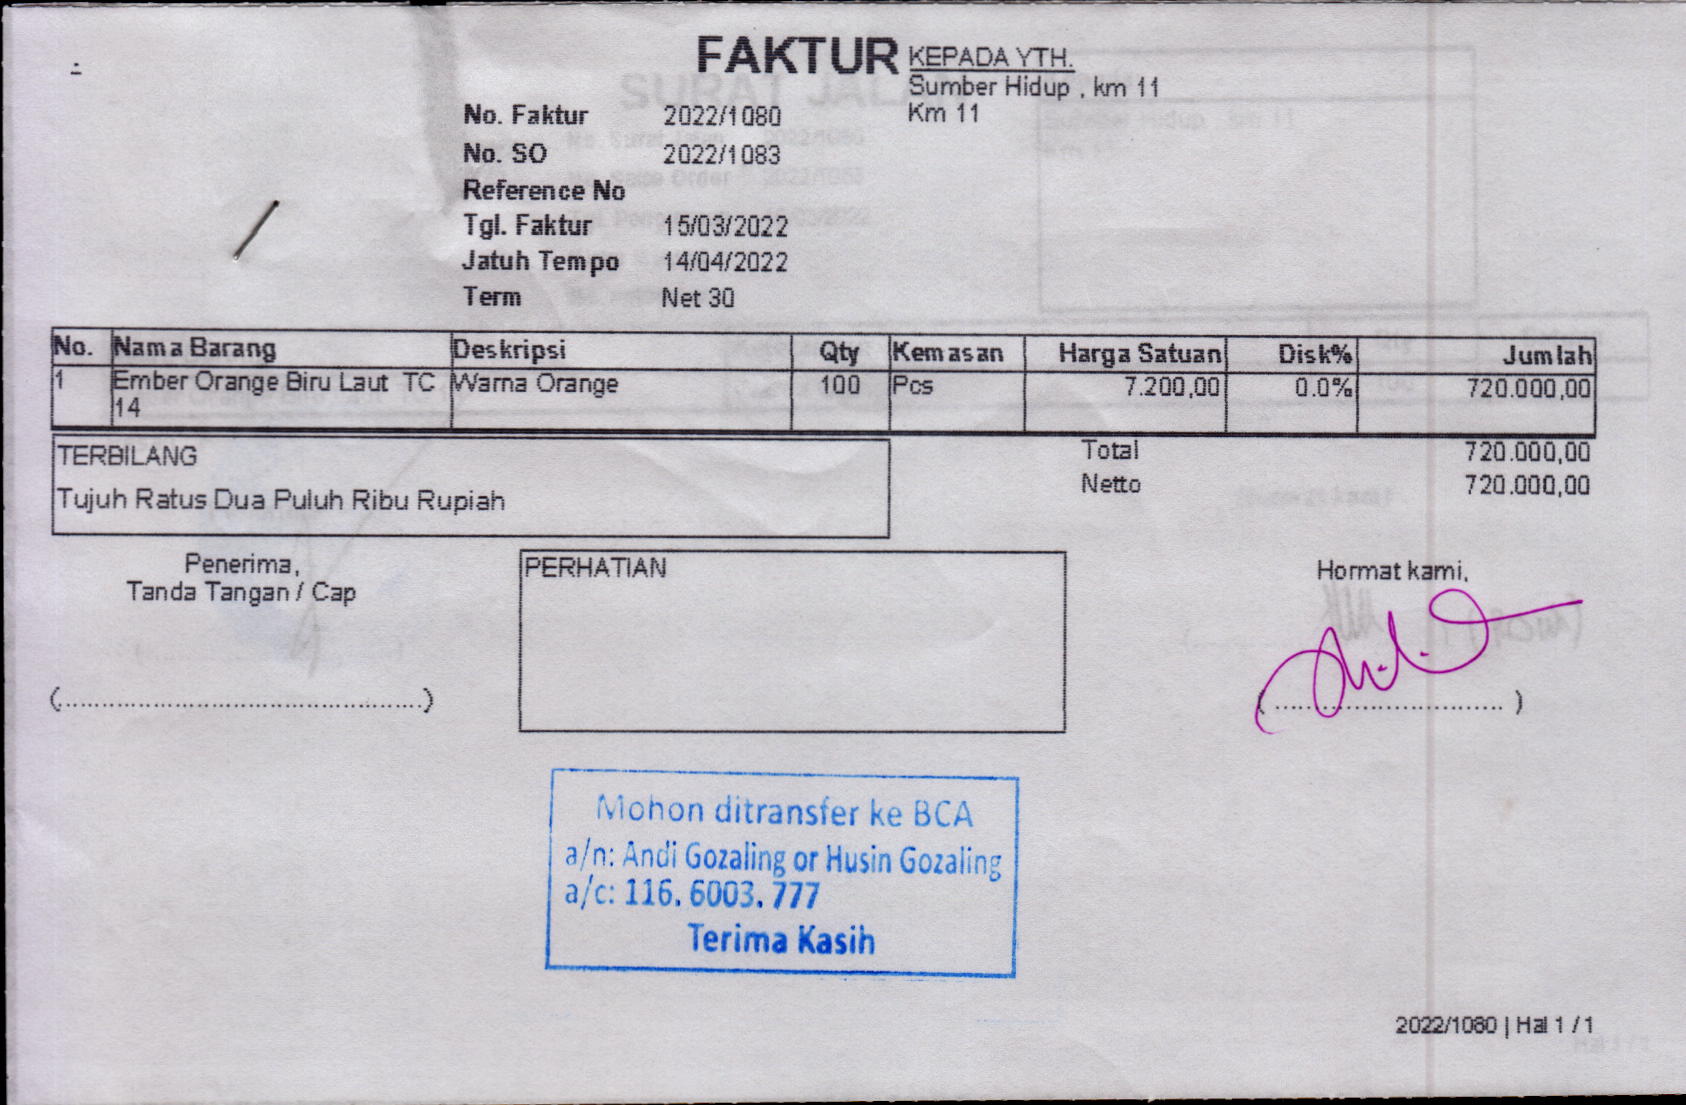 FAKTUR
KEPADA YTH.
Sumber Hidup , km 11
Km 11
No. Faktur 2022/1080
No. SO 2022/1083
Reference No
Tgl. Faktur 15/03/2022
Jatuh Tempo 14/04/2022
Term Net 30
No. Nama Barang Deskripsi Qty Kemasan Harga Satuan Disk% Jumlah
1 Ember Orange Biru Laut TC Warna Orange 100 Pcs 7.200,00 0.0% 720.000,00
14
Total 720.000,00
Netto 720.000,00
TERBILANG
Tujuh Ratus Dua Puluh Ribu Rupiah
Penerima,
Tanda Tangan / Cap
(................................................)
PERHATIAN
Hormat kami,
( .............................. )
Mohon ditransfer ke BCA
a/n: Andi Gozaling or Husin Gozaling
a/c: 116. 6003. 777
Terima Kasih
2022/1080 | Hal 1 / 1